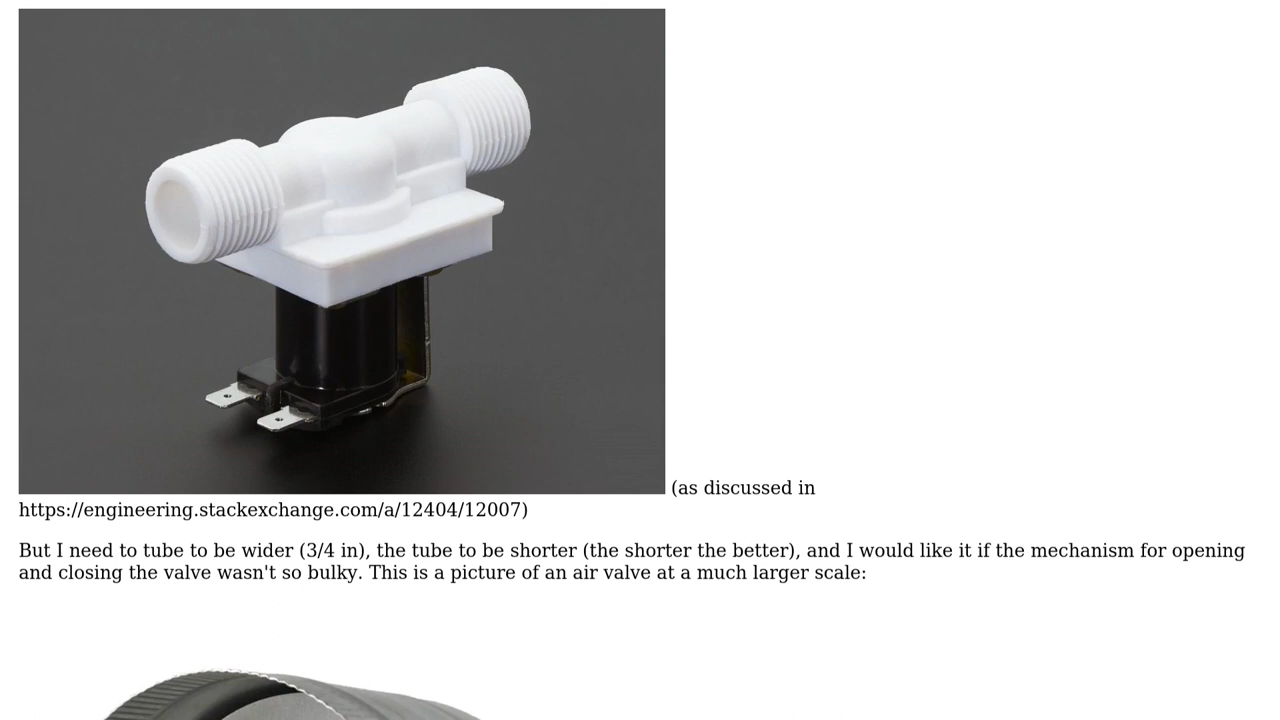 (as discussed in
https://engineering.stackexchange.com/a/12404/12007)
But I need to tube to be wider (3/4 in), the tube to be shorter (the shorter the better), and I would like it if the mechanism for opening
and closing the valve wasn't so bulky. This is a picture of an air valve at a much larger scale: